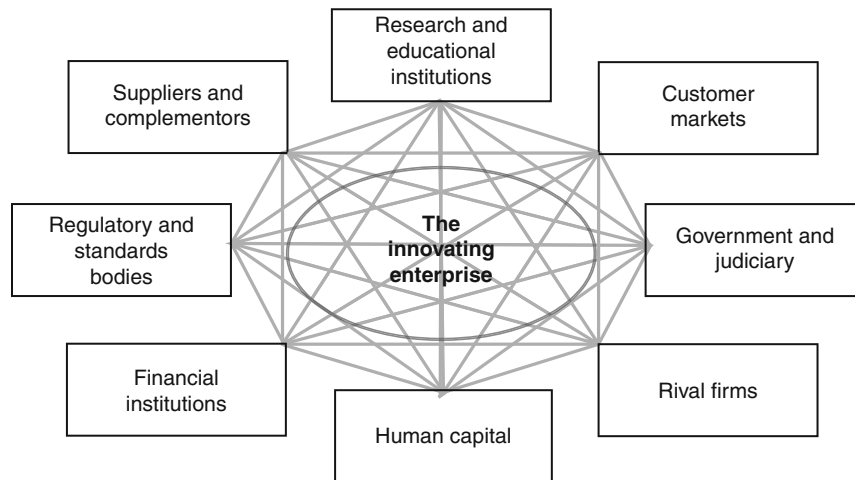 Research and
educational
institutions
Suppliers and
complementors
Customer
markets
Regulatory and
standards
bodies
The
innovating
enterprise
Government and
judiciary
Financial
institutions
Human capital
Rival firms